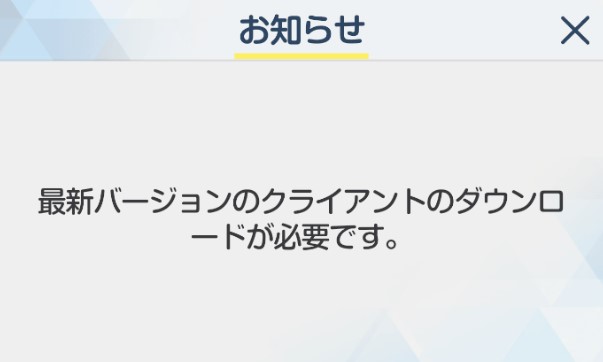 お知らせ
最新バージョンのクライアントのダウンロ
ードが必要です。